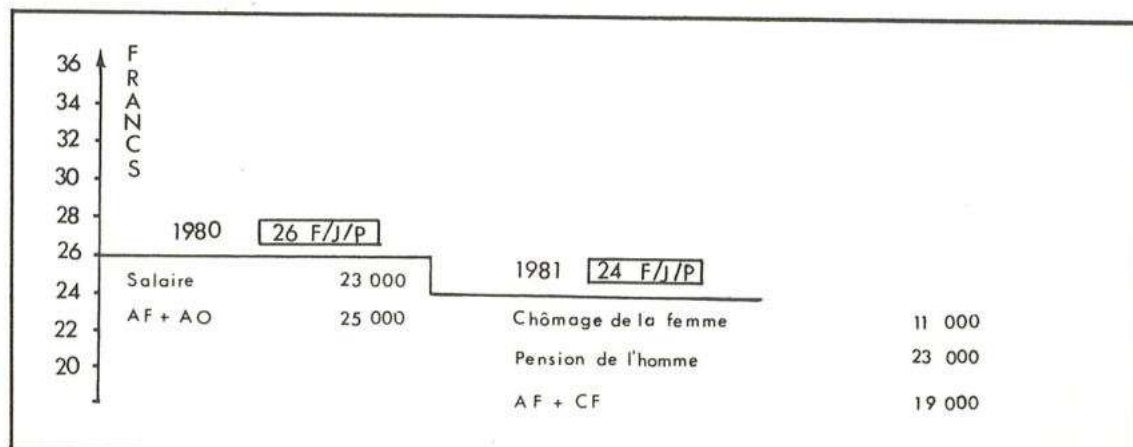 FRANCS
36
34
32
30
28
26
24
22
20
1980 26 F/J/P
Salaire 23 000
AF + AO 25 000
1981 24 F/J/P
Chômage de la femme 11 000
Pension de l'homme 23 000
AF + CF 19 000